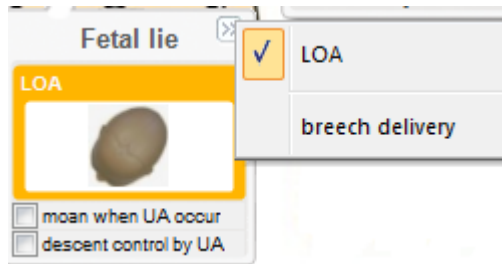 Fetal lie
LOA
moan when UA occur
descent control by UA
LOA
breech delivery